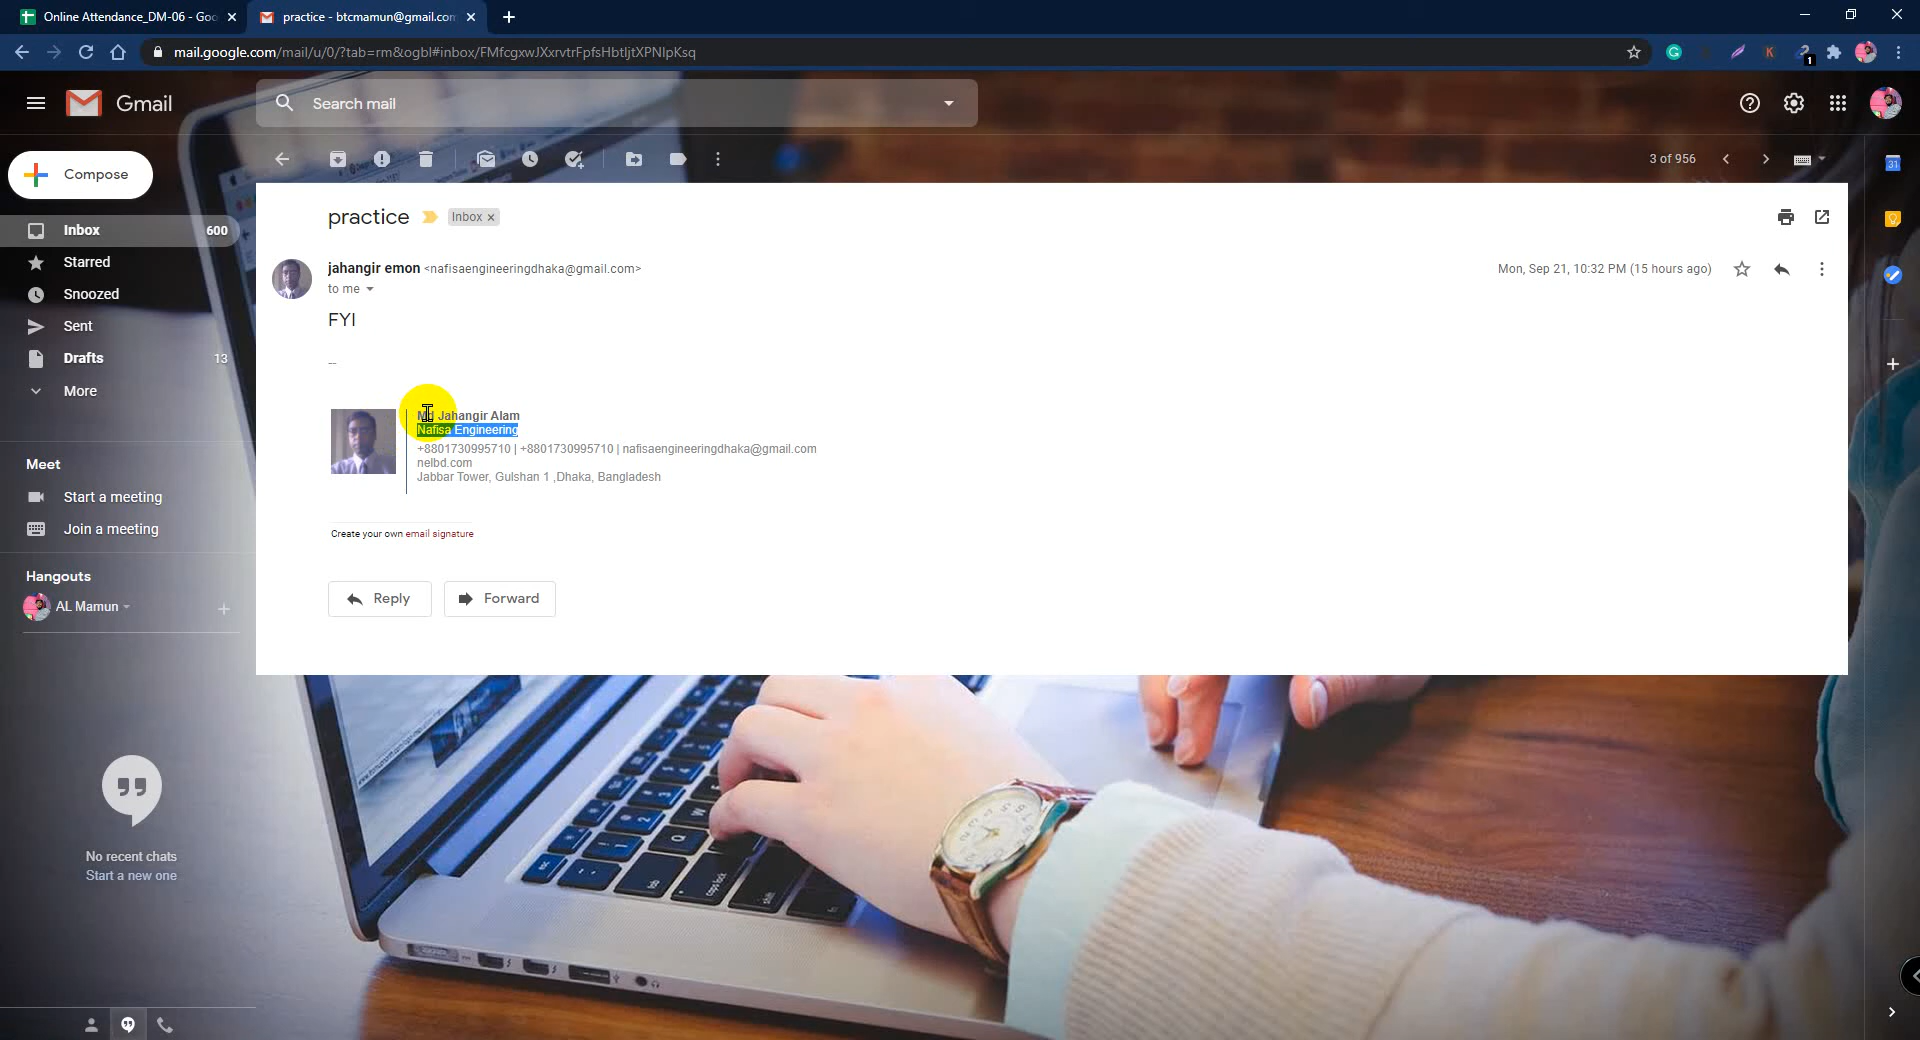 Online Attendance_DM-06 - Goo
practice - btcmamun@gmail.com
mail.google.com/mail/u/0/?tab=rm&ogbl#inbox/FMfcgxwJXxrvtrFpfsHbtljtXPNlpKsq
1
Gmail
Search mail
Compose
3 of 956
31
Inbox 600
Starred
Snoozed
Sent
Drafts 13
More
Meet
Start a meeting
Join a meeting
Hangouts
AL Mamun
No recent chats
Start a new one
practice Inbox x
jahangir emon <nafisaengineeringdhaka@gmail.com>
Mon, Sep 21, 10:32 PM (15 hours ago)
to me
FYI
--
Md Jahangir Alam
Nafisa Engineering
+8801730995710 | +8801730995710 | nafisaengineeringdhaka@gmail.com
nelbd.com
Jabbar Tower, Gulshan 1 ,Dhaka, Bangladesh
Create your own email signature
Reply
Forward